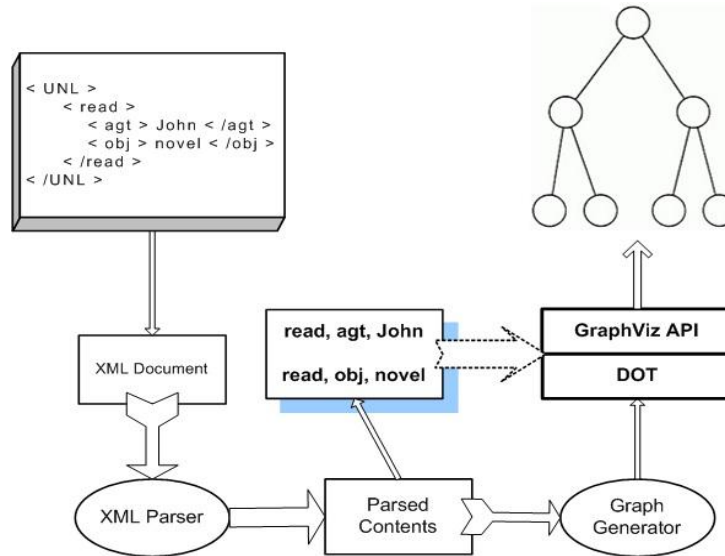 < UNL >
< read >
< agt > John < /agt >
< obj > novel < /obj >
< /read >
< /UNL >
XML Document
read, agt, John
read, obj, novel
GraphViz API
DOT
XML Parser
Parsed
Contents
Graph
Generator